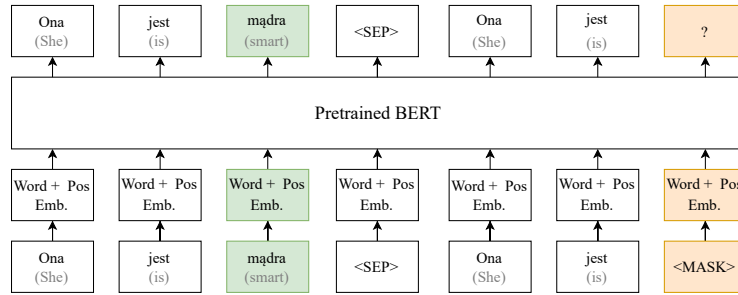 Ona jest mądra <SEP> Ona jest ?
(She) (is) (smart) (She) (is)
Pretrained BERT
Word + Pos Word + Pos Word + Pos Word + Pos Word + Pos Word + Pos Word + Pos
Emb. Emb. Emb. Emb. Emb. Emb. Emb.
Ona jest mądra <SEP> Ona jest <MASK>
(She) (is) (smart) (She) (is)